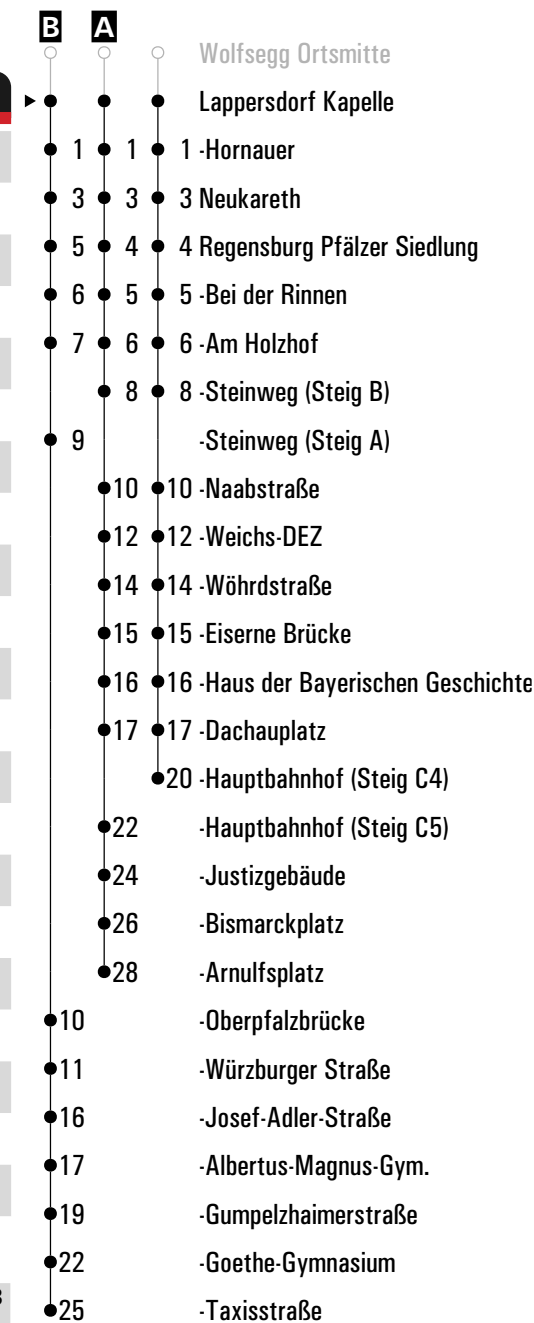 B A
Wolfsegg Ortsmitte
Lappersdorf Kapelle
1 1 1 -Hornauer
3 3 3 Neukareth
5 4 4 Regensburg Pfälzer Siedlung
6 5 5 -Bei der Rinnen
7 6 6 -Am Holzhof
8 8 -Steinweg (Steig B)
9 -Steinweg (Steig A)
10 10 -Naabstraße
12 12 -Weichs-DEZ
14 14 -Wöhrdstraße
15 15 -Eiserne Brücke
16 16 -Haus der Bayerischen Geschichte
17 17 -Dachauplatz
20 -Hauptbahnhof (Steig C4)
22 -Hauptbahnhof (Steig C5)
24 -Justizgebäude
26 -Bismarckplatz
28 -Arnulfsplatz
10 -Oberpfalzbrücke
11 -Würzburger Straße
16 -Josef-Adler-Straße
17 -Albertus-Magnus-Gym.
19 -Gumpelzhaimerstraße
22 -Goethe-Gymnasium
25 -Taxisstraße